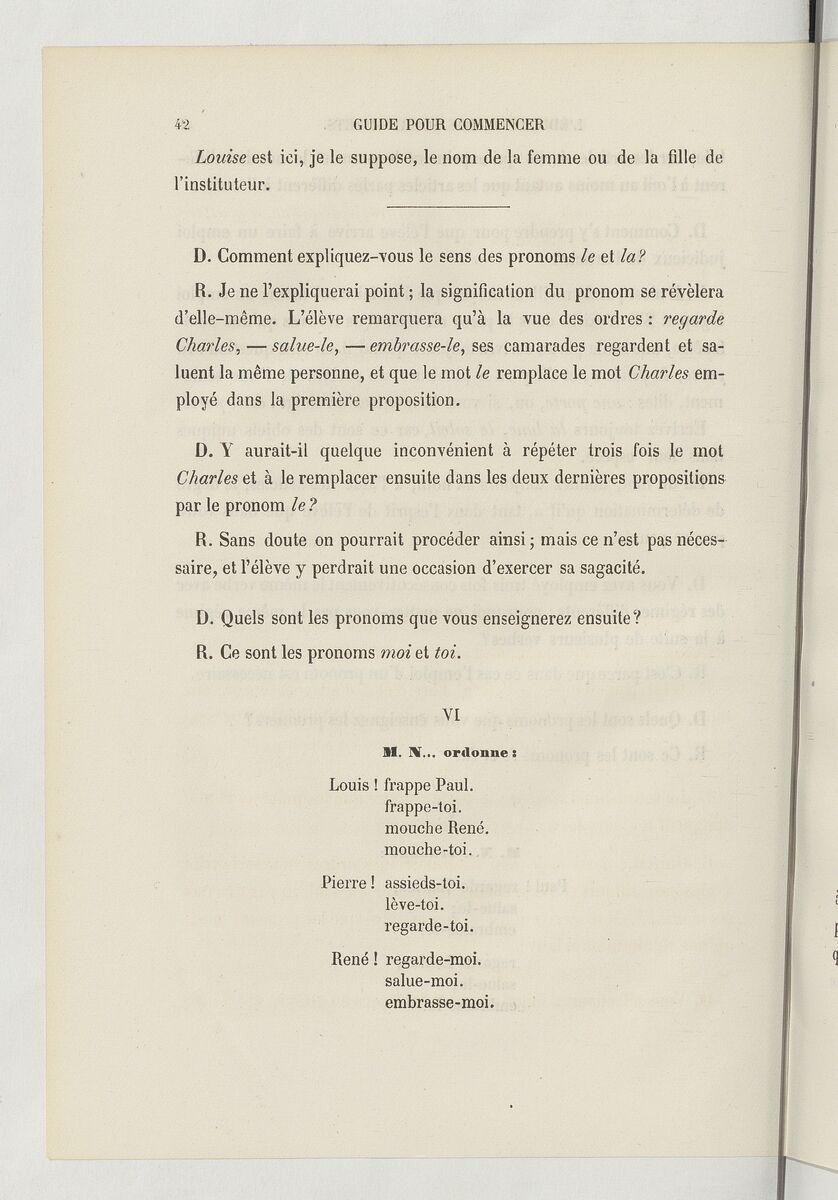 42 GUIDE POUR COMMENCER
Louise est ici, je le suppose, le nom de la femme ou de la fille de
l'instituteur.
D. Comment expliquez-vous le sens des pronoms le et la?
R. Je ne l'expliquerai point; la signification du pronom se révèlera
d'elle-même. L'élève remarquera qu'à la vue des ordres : regarde
Charles, — salue-le, — embrasse-le, ses camarades regardent et sa-
luent la même personne, et que le mot le remplace le mot Charles em-
ployé dans la première proposition.
D. Y aurait-il quelque inconvénient à répéter trois fois le mot
Charles et à le remplacer ensuite dans les deux dernières propositions
par le pronom le?
R. Sans doute on pourrait procéder ainsi; mais ce n'est pas néces-
saire, et l'élève y perdrait une occasion d'exercer sa sagacité.
D. Quels sont les pronoms que vous enseignerez ensuite?
R. Ce sont les pronoms moi et toi.
VI
M. N... ordonne :
Louis ! frappe Paul.
frappe-toi.
mouche René.
mouche-toi.
Pierre ! assieds-toi.
lève-toi.
regarde-toi.
René ! regarde-moi.
salue-moi.
embrasse-moi.